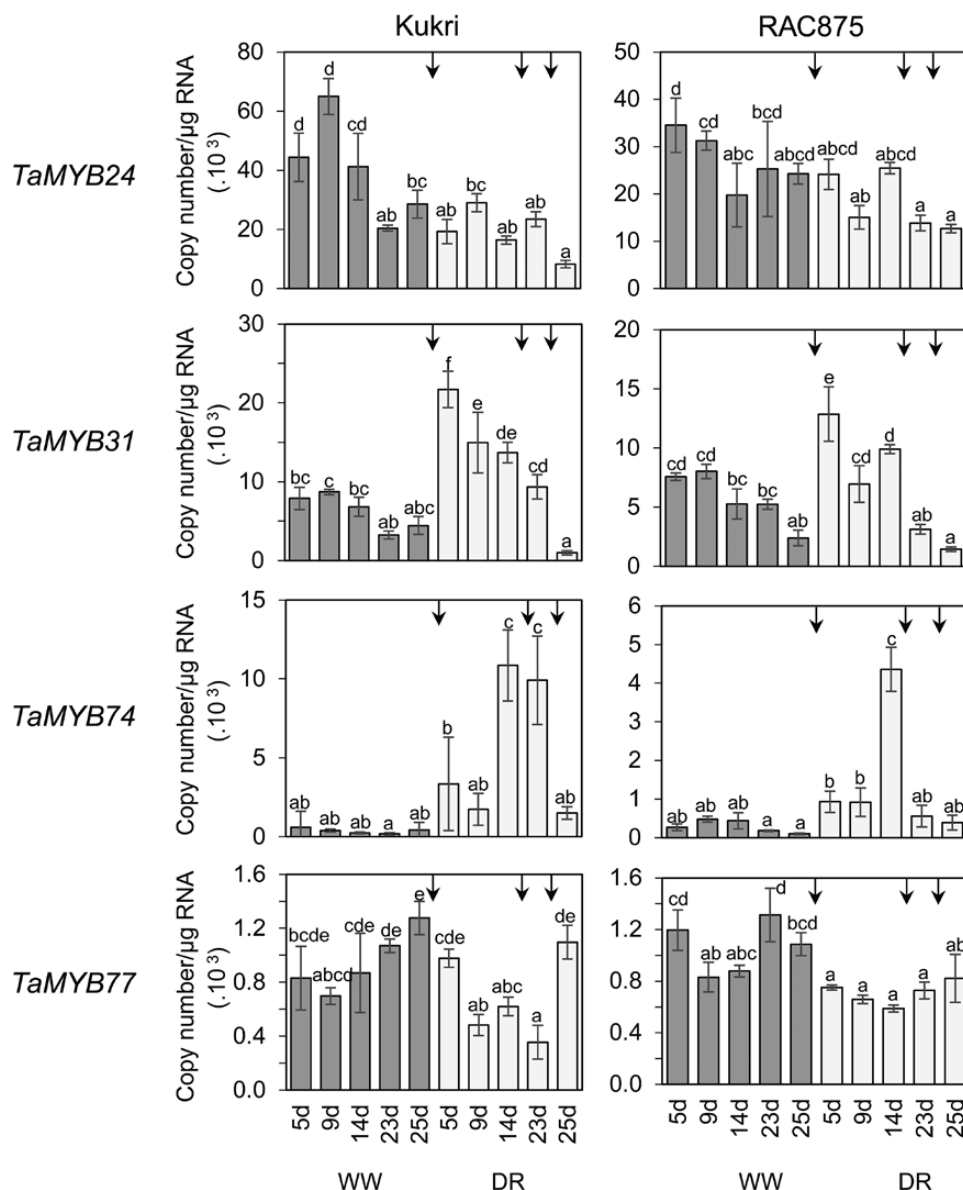 Kukri RAC875
TaMYB24
Copy number/µg RNA
(.10³)
80
60
40
20
0
d d cd ab bc ab bc ab ab a
50
40
30
20
10
0
d cd abc bcd abcd abcd ab abcd a a
TaMYB31
Copy number/µg RNA
(.10³)
30
20
10
0
bc c bc ab abc f e de cd a
20
15
10
5
0
cd cd bc bc ab e cd d ab a
TaMYB74
Copy number/µg RNA
(.10³)
15
10
5
0
ab ab ab a ab b ab c c ab
6
5
4
3
2
1
0
ab ab ab a a b b c ab ab
TaMYB77
Copy number/µg RNA
(.10³)
1.6
1.2
0.8
0.4
0.0
bcde abcd cde de e cde ab abc a de
1.6
1.2
0.8
0.4
0.0
cd ab abc d bcd a a a a ab
5d 9d 14d 23d 25d 5d 9d 14d 23d 25d
5d 9d 14d 23d 25d 5d 9d 14d 23d 25d
WW DR WW DR